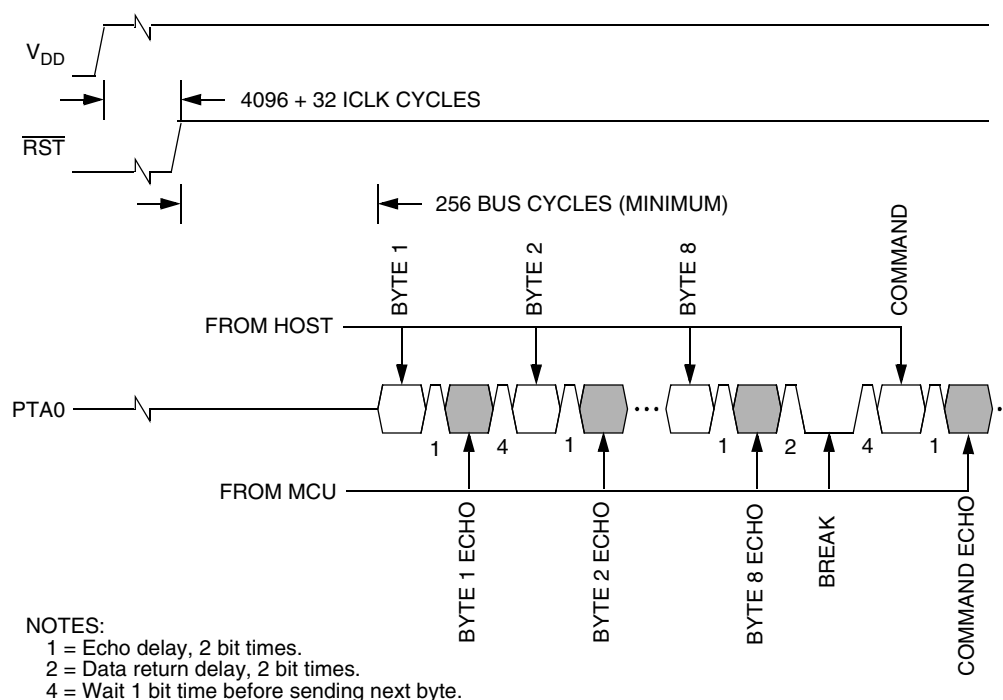 VDD
4096 + 32 ICLK CYCLES
RST
256 BUS CYCLES (MINIMUM)
BYTE 1
BYTE 2
BYTE 8
COMMAND
FROM HOST
PTA0
1
4
1
1
2
4
1
FROM MCU
BYTE 1 ECHO
BYTE 2 ECHO
BYTE 8 ECHO
BREAK
COMMAND ECHO
NOTES:
1 = Echo delay, 2 bit times.
2 = Data return delay, 2 bit times.
4 = Wait 1 bit time before sending next byte.